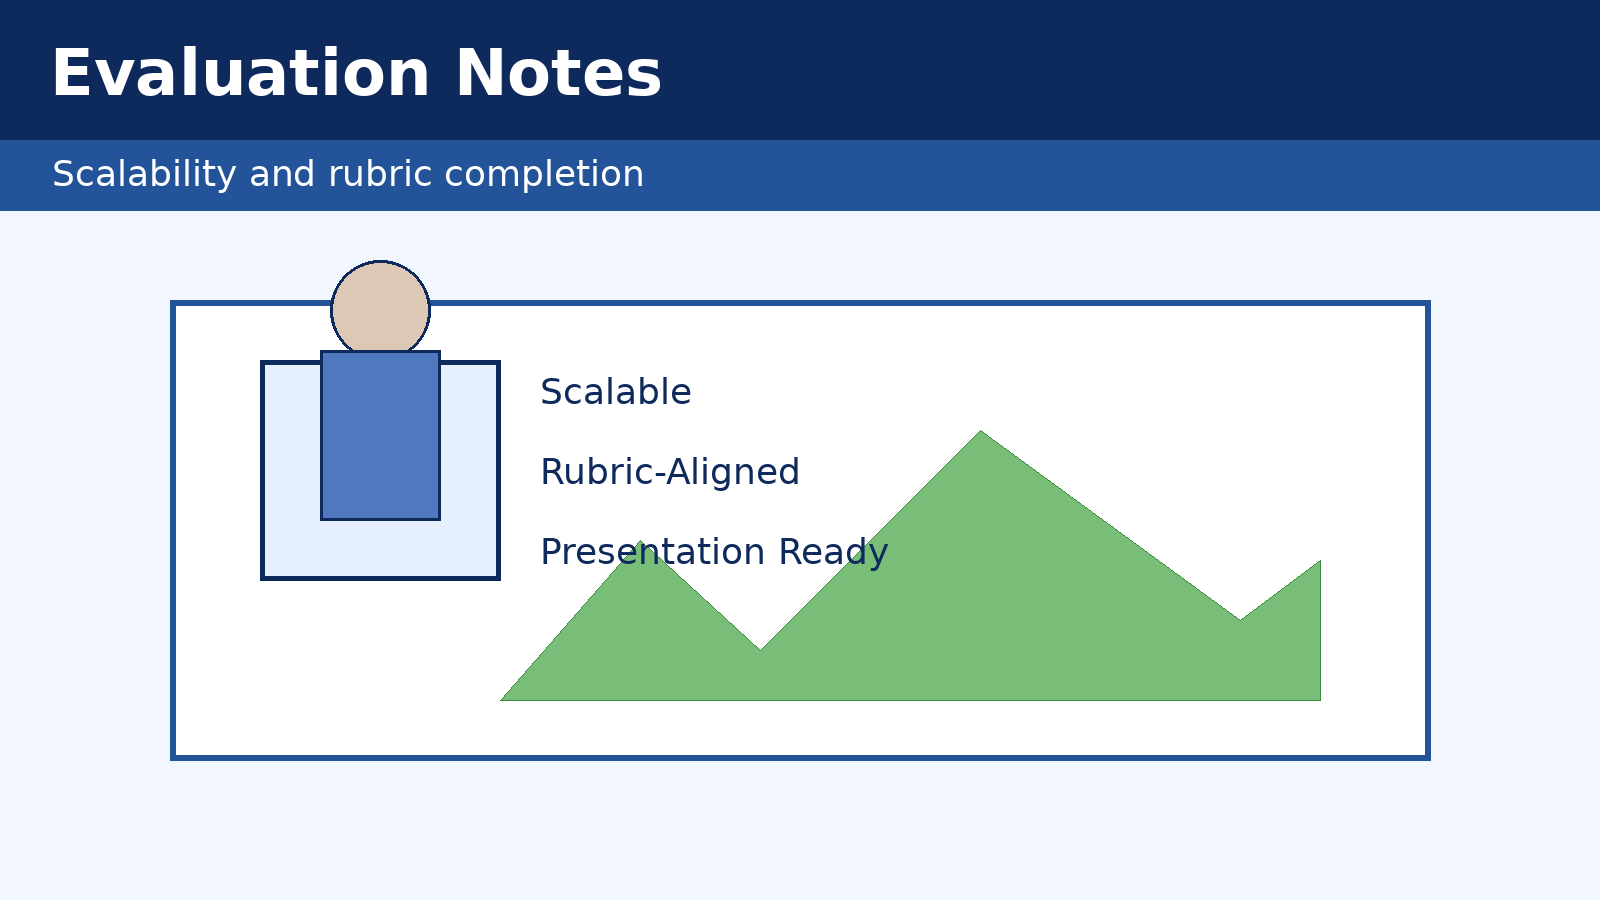 Evaluation Notes
Scalability and rubric completion
Scalable
Rubric-Aligned
Presentation Ready